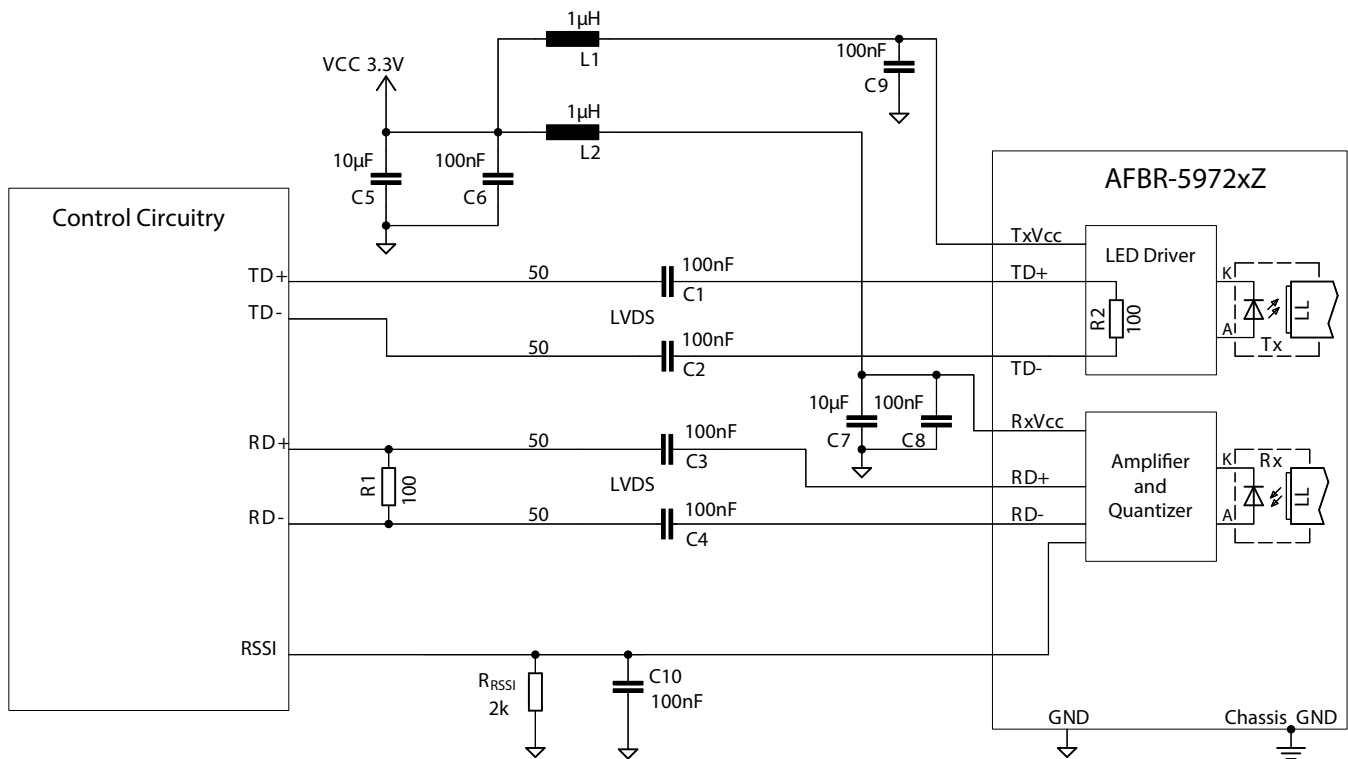 1µH
L1
100nF
C9
VCC 3.3V
1µH
L2
10µF
C5
100nF
C6
AFBR-5972xZ
Control Circuitry
TxVcc
LED Driver
TD+
50
100nF
C1
TD+
K
R2
100
LL
TD-
LVDS
A
Tx
50
100nF
C2
TD-
10µF
C7
100nF
C8
RxVcc
RD+
50
100nF
C3
Amplifier
and
Quantizer
K
Rx
R1
100
LVDS
RD+
LL
RD-
50
100nF
C4
RD-
A
RSSI
RRSSI
2k
C10
100nF
GND
Chassis GND